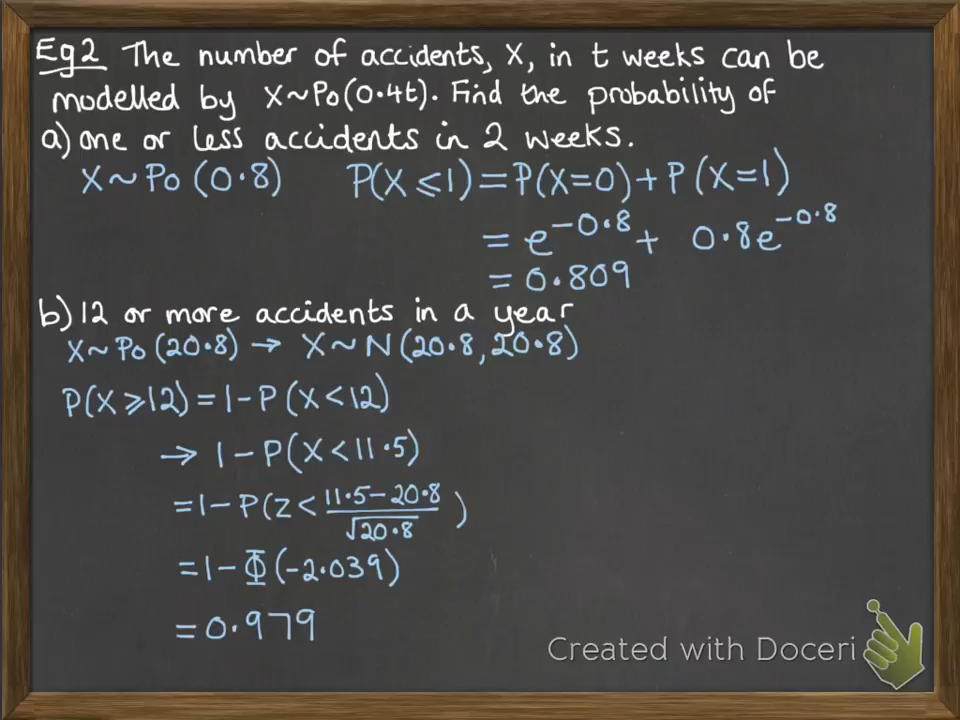 Eg2 The number of accidents, X, in t weeks can be
modelled by X~Po(0.4t). Find the probability of
a) one or less accidents in 2 weeks.
X~Po(0.8) P(X≤1)=P(X=0)+P(X=1)
= e^{-0.8} + 0.8e^{-0.8}
= 0.809
b) 12 or more accidents in a year
X~Po(20.8) → X~N(20.8, 20.8)
P(X≥12)=1-P(X<12)
→ 1-P(X<11.5)
=1-P(z< \frac{11.5-20.8}{\sqrt{20.8}})
=1-Φ(-2.039)
=0.979
Created with Doceri